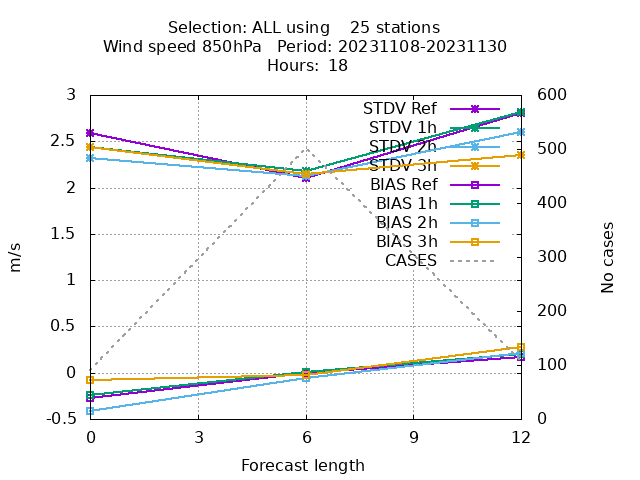 Selection: ALL using    25 stations
Wind speed 850hPa   Period: 20231108-20231130
Hours: 18
3
2.5
2
1.5
1
0.5
0
-0.5
600
500
400
300
200
100
0
STDV Ref
STDV 1h
STDV 2h
STDV 3h
BIAS Ref
BIAS 1h
BIAS 2h
BIAS 3h
CASES
m/s
No cases
0 3 6 9 12
Forecast length